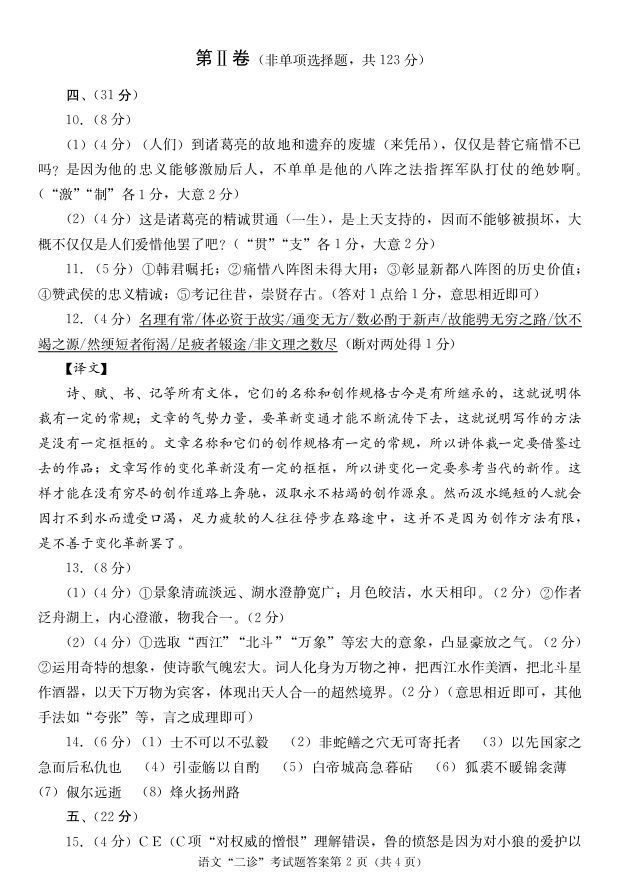 第Ⅱ卷（非单项选择题，共 123 分）
四、（31 分）
10．（8 分）
（1）（4 分）（人们）到诸葛亮的故地和遗弃的废墟（来凭吊），仅仅是替它痛惜不已
吗？是因为他的忠义能够激励后人，不单单是他的八阵之法指挥军队打仗的绝妙啊。
（“激”“制”各 1 分，大意 2 分）
（2）（4 分）这是诸葛亮的精诚贯通（一生），是上天支持的，因而不能够被损坏，大
概不仅仅是人们爱惜他罢了吧？（“贯”“支”各 1 分，大意 2 分）
11．（5 分）①韩君嘱托；②痛惜八阵图未得大用；③彰显新都八阵图的历史价值；
④赞武侯的忠义精诚；⑤考记往昔，崇贤存古。（答对 1 点给 1 分，意思相近即可）
12．（4 分）名理有常/体必资于故实/通变无方/数必酌于新声/故能骋无穷之路/饮不
竭之源/然绠短者衔渴/足疲者辍途/非文理之数尽（断对两处得 1 分）
【译文】
诗、赋、书、记等所有文体，它们的名称和创作规格古今是有所继承的，这就说明体
裁有一定的常规；文章的气势力量，要革新变通才能不断流传下去，这就说明写作的方法
是没有一定框框的。文章名称和它们的创作规格有一定的常规，所以讲体裁一定要借鉴过
去的作品；文章写作的变化革新没有一定的框框，所以讲变化一定要参考当代的新作。这
样才能在没有穷尽的创作道路上奔驰，汲取永不枯竭的创作源泉。然而汲水绳短的人就会
因打不到水而遭受口渴，足力疲软的人往往停步在路途中，这并不是因为创作方法有限，
是不善于变化革新罢了。
13．（8 分）
（1）（4 分）①景象清疏淡远、湖水澄静宽广；月色皎洁，水天相印。（2 分）②作者
泛舟湖上，内心澄澈，物我合一。（2 分）
（2）（4 分）①选取“西江”“北斗”“万象”等宏大的意象，凸显豪放之气。（2 分）
②运用奇特的想象，使诗歌气魄宏大。词人化身为万物之神，把西江水作美酒，把北斗星
作酒器，以天下万物为宾客，体现出天人合一的超然境界。（2 分）（意思相近即可，其他
手法如“夸张”等，言之成理即可）
14．（6 分）（1）士不可以不弘毅 （2）非蛇鳝之穴无可寄托者 （3）以先国家之
急而后私仇也 （4）引壶觞以自酌 （5）白帝城高急暮砧 （6）狐裘不暖锦衾薄
（7）俶尔远逝 （8）烽火扬州路
五、（22 分）
15．（4 分）C E（C 项“对权威的憎恨”理解错误，鲁的愤怒是因为对小狼的爱护以
语文“二诊”考试题答案第 2 页（共 4 页）